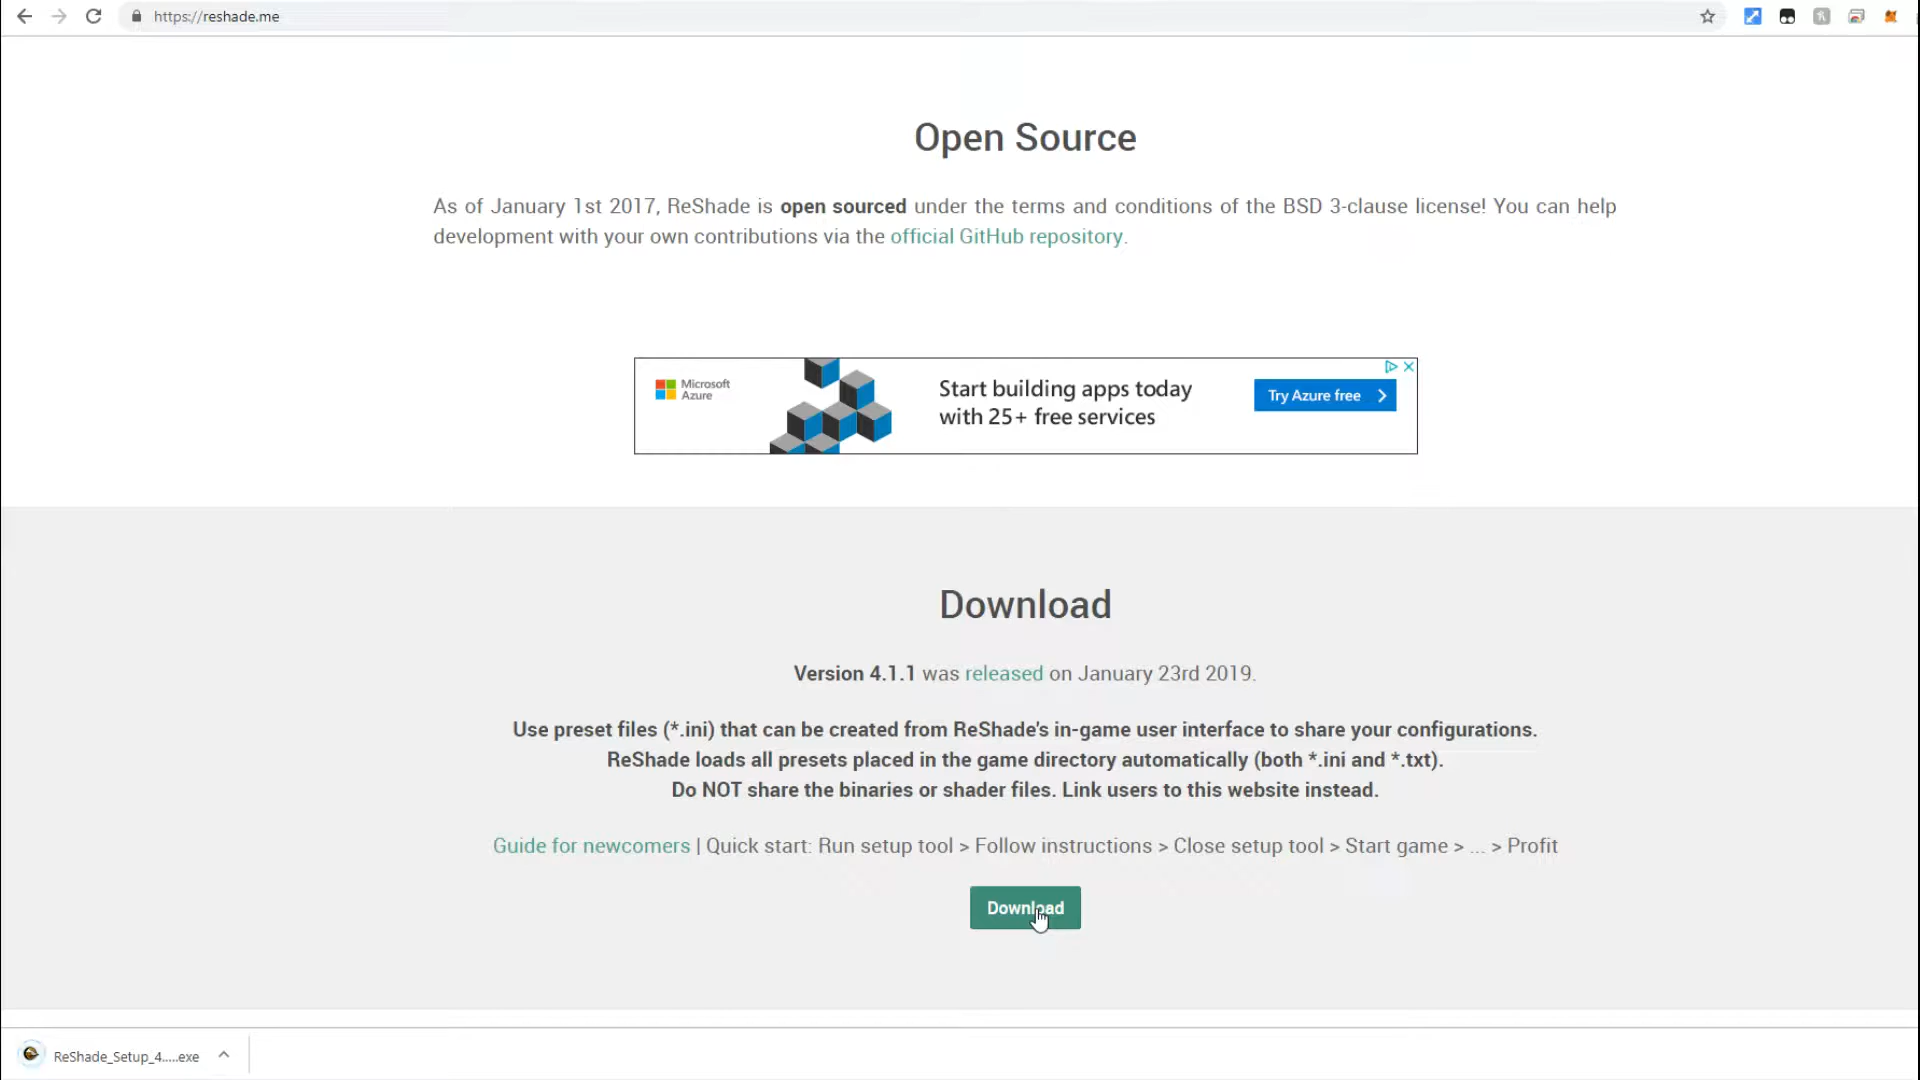 https://reshade.me
Open Source
As of January 1st 2017, ReShade is open sourced under the terms and conditions of the BSD 3-clause license! You can help
development with your own contributions via the official GitHub repository.
Microsoft
Azure
Start building apps today
with 25+ free services
Try Azure free
Download
Version 4.1.1 was released on January 23rd 2019.
Use preset files (*.ini) that can be created from ReShade's in-game user interface to share your configurations.
ReShade loads all presets placed in the game directory automatically (both *.ini and *.txt).
Do NOT share the binaries or shader files. Link users to this website instead.
Guide for newcomers | Quick start: Run setup tool > Follow instructions > Close setup tool > Start game > ... > Profit
Download
ReShade_Setup_4.....exe